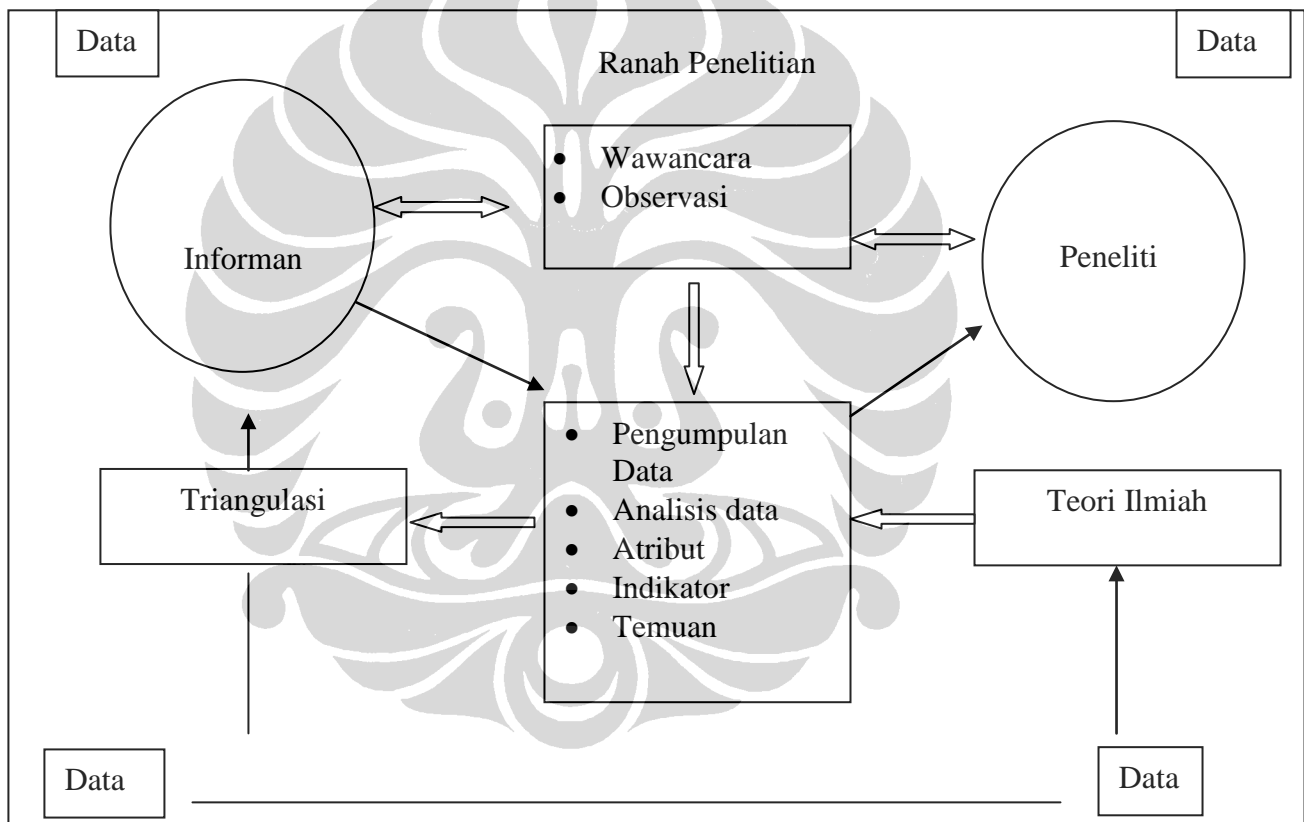 Data
Data
Ranah Penelitian
• Wawancara
• Observasi
Informan
Peneliti
• Pengumpulan
Data
• Analisis data
• Atribut
• Indikator
• Temuan
Triangulasi
Teori Ilmiah
Data
Data